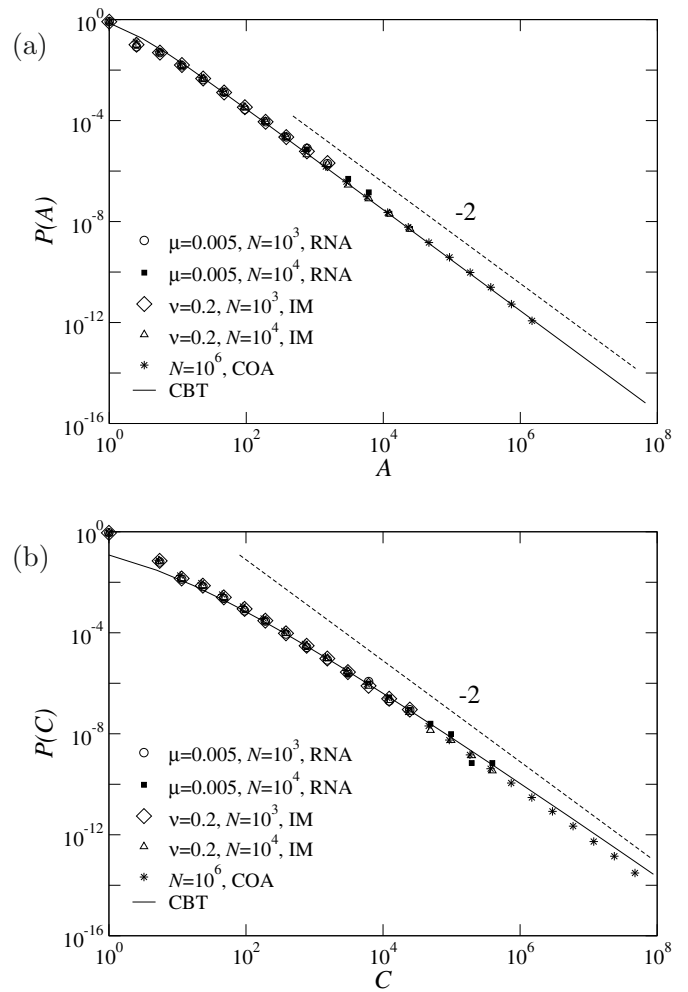 (a)
10^0
10^-4
10^-8
10^-12
10^-16
P(A)
-2
μ=0.005, N=10^3, RNA
μ=0.005, N=10^4, RNA
ν=0.2, N=10^3, IM
ν=0.2, N=10^4, IM
N=10^6, COA
CBT
10^0 10^2 10^4 10^6 10^8
A
(b)
10^0
10^-4
10^-8
10^-12
10^-16
P(C)
-2
μ=0.005, N=10^3, RNA
μ=0.005, N=10^4, RNA
ν=0.2, N=10^3, IM
ν=0.2, N=10^4, IM
N=10^6, COA
CBT
10^0 10^2 10^4 10^6 10^8
C